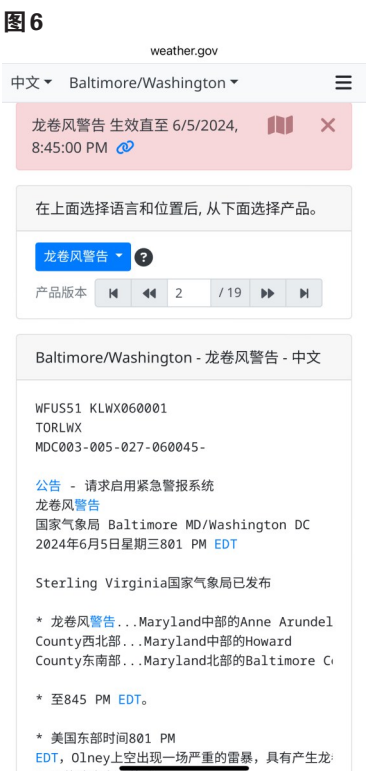 图6
weather.gov
中文 Baltimore/Washington
龙卷风警告 生效直至 6/5/2024,
8:45:00 PM
在上面选择语言和位置后, 从下面选择产品。
龙卷风警告 ?
产品版本 2 / 19
Baltimore/Washington - 龙卷风警告 - 中文
WFUS51 KLWX060001
TORLWX
MDC003-005-027-060045-
公告 - 请求启用紧急警报系统
龙卷风警告
国家气象局 Baltimore MD/Washington DC
2024年6月5日星期三801 PM EDT
Sterling Virginia国家气象局已发布
* 龙卷风警告...Maryland中部的Anne Arundel
County西北部...Maryland中部的Howard
County东南部...Maryland北部的Baltimore
* 至845 PM EDT。
* 美国东部时间801 PM
EDT，Olney上空出现一场严重的雷暴，具有产生龙